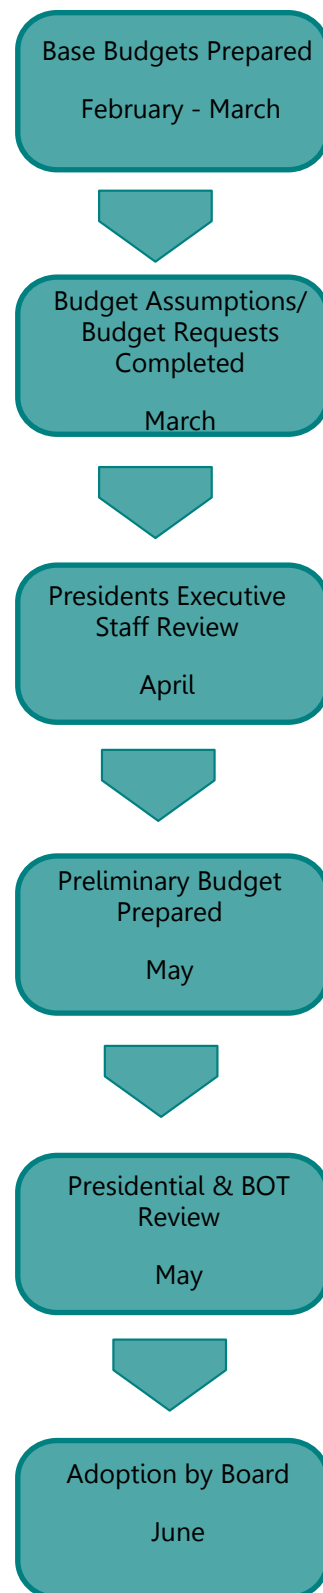 Base Budgets Prepared
February - March
Budget Assumptions/
Budget Requests
Completed
March
Presidents Executive
Staff Review
April
Preliminary Budget
Prepared
May
Presidential & BOT
Review
May
Adoption by Board
June